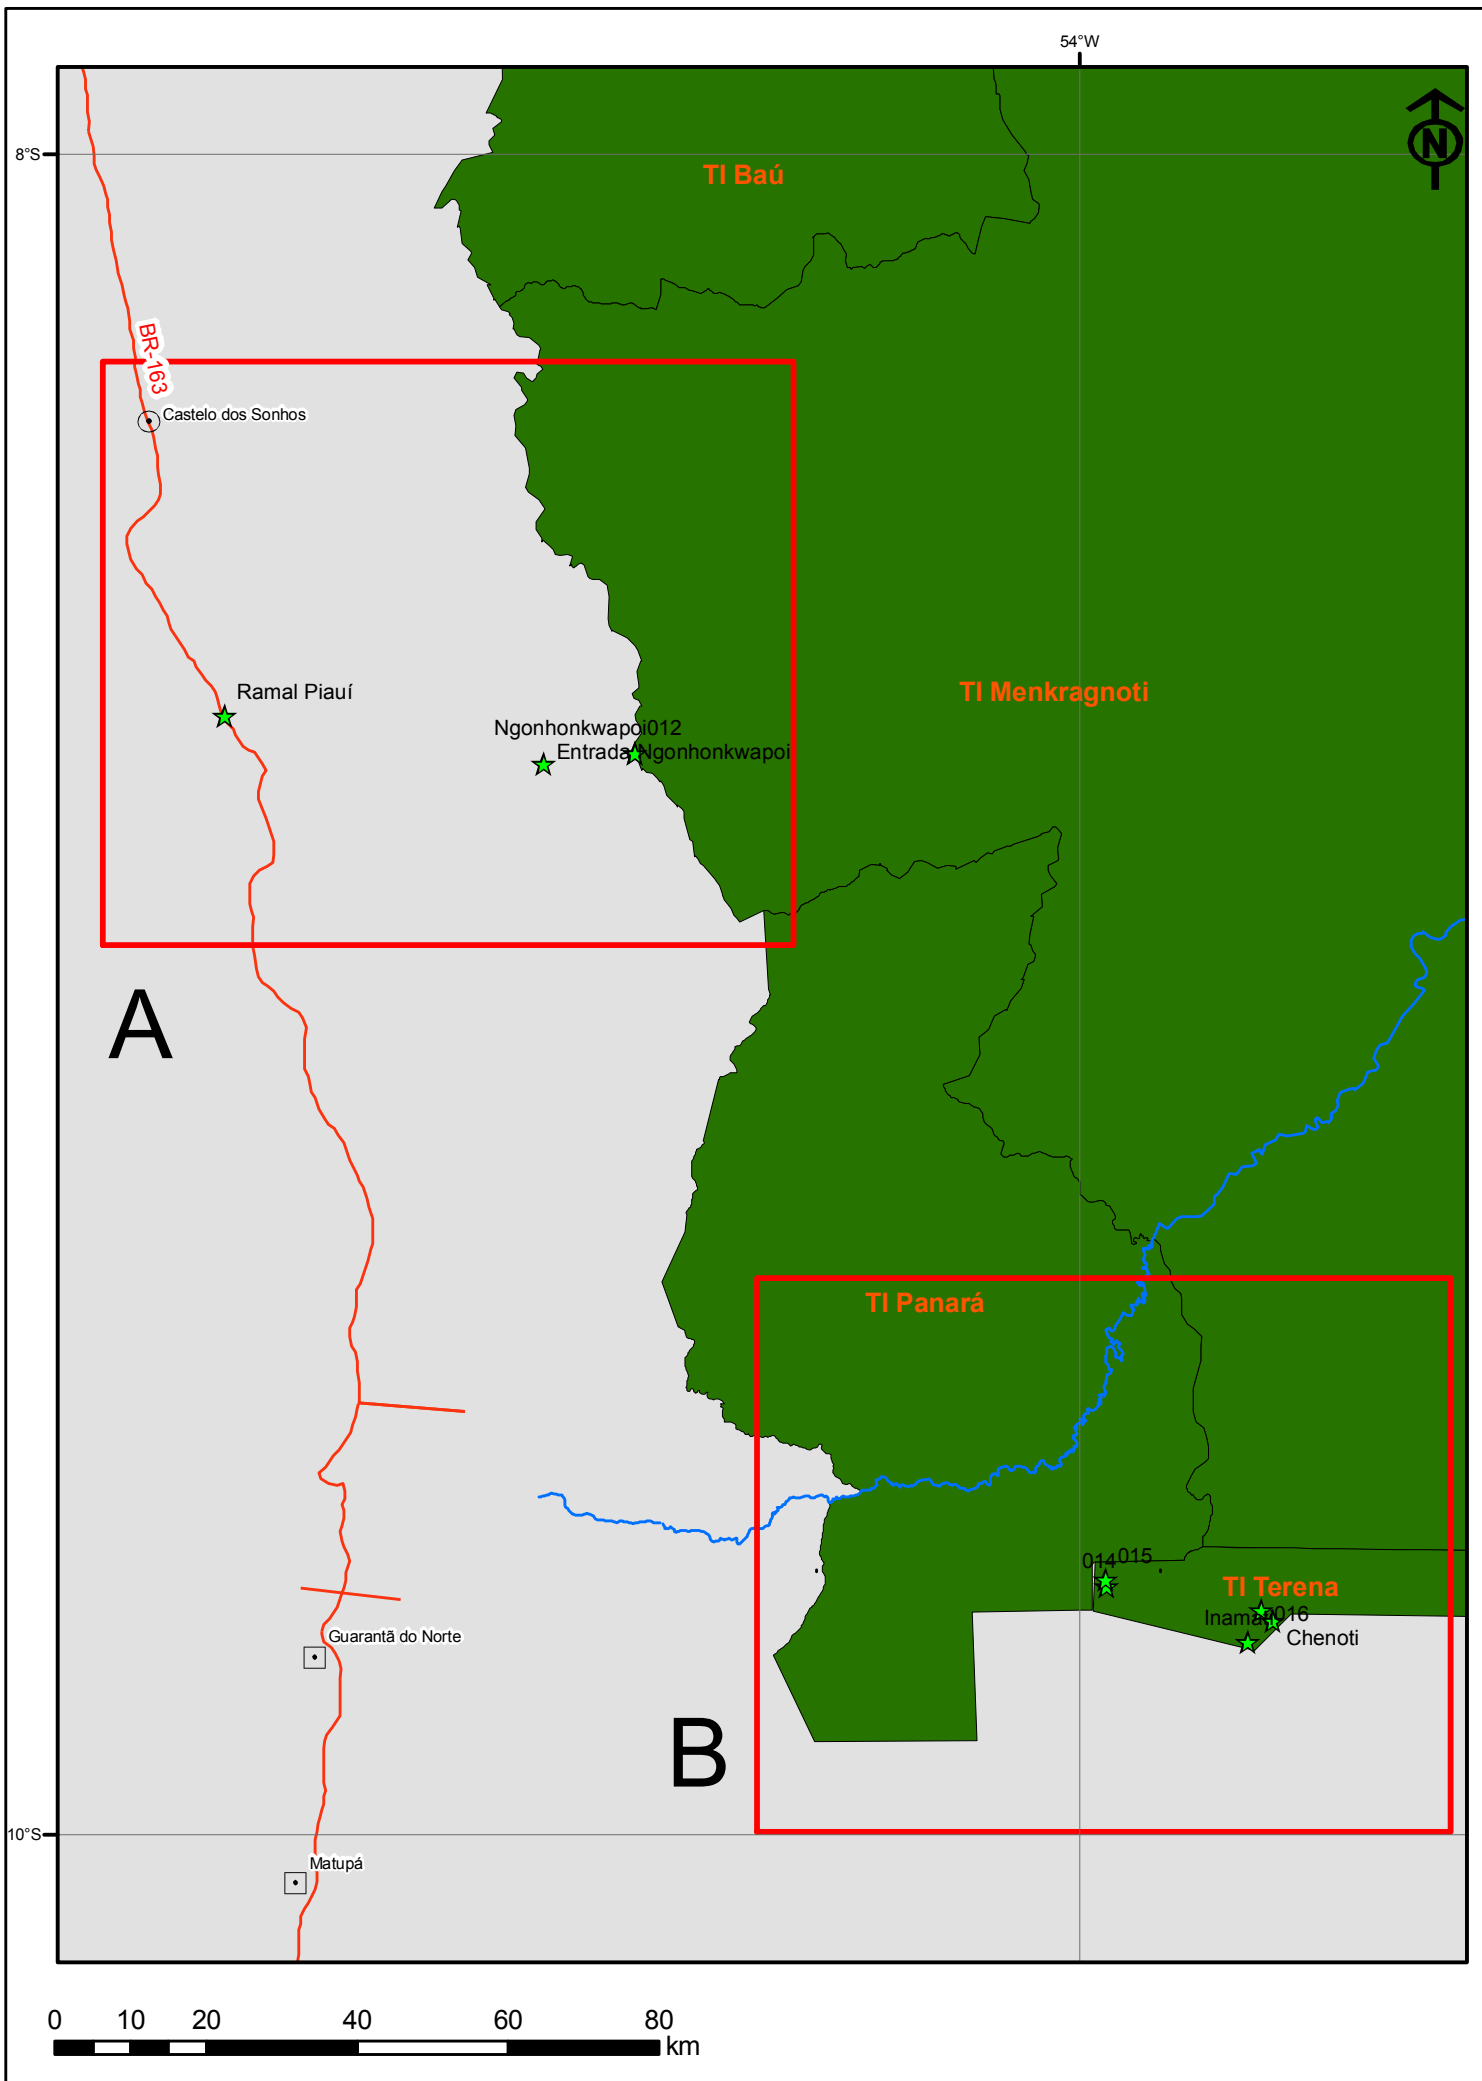 54°W
N
8°S
TI Baú
BR-163
Castelo dos Sonhos
Ramal Piauí
TI Menkragnoti
Ngonhonkwapoi012
Entrada Ngonhonkwapoi
A
TI Panará
014 015
TI Terena
016
Chenoti
Guarantã do Norte
B
10°S
Matupá
0 10 20 40 60 80
km